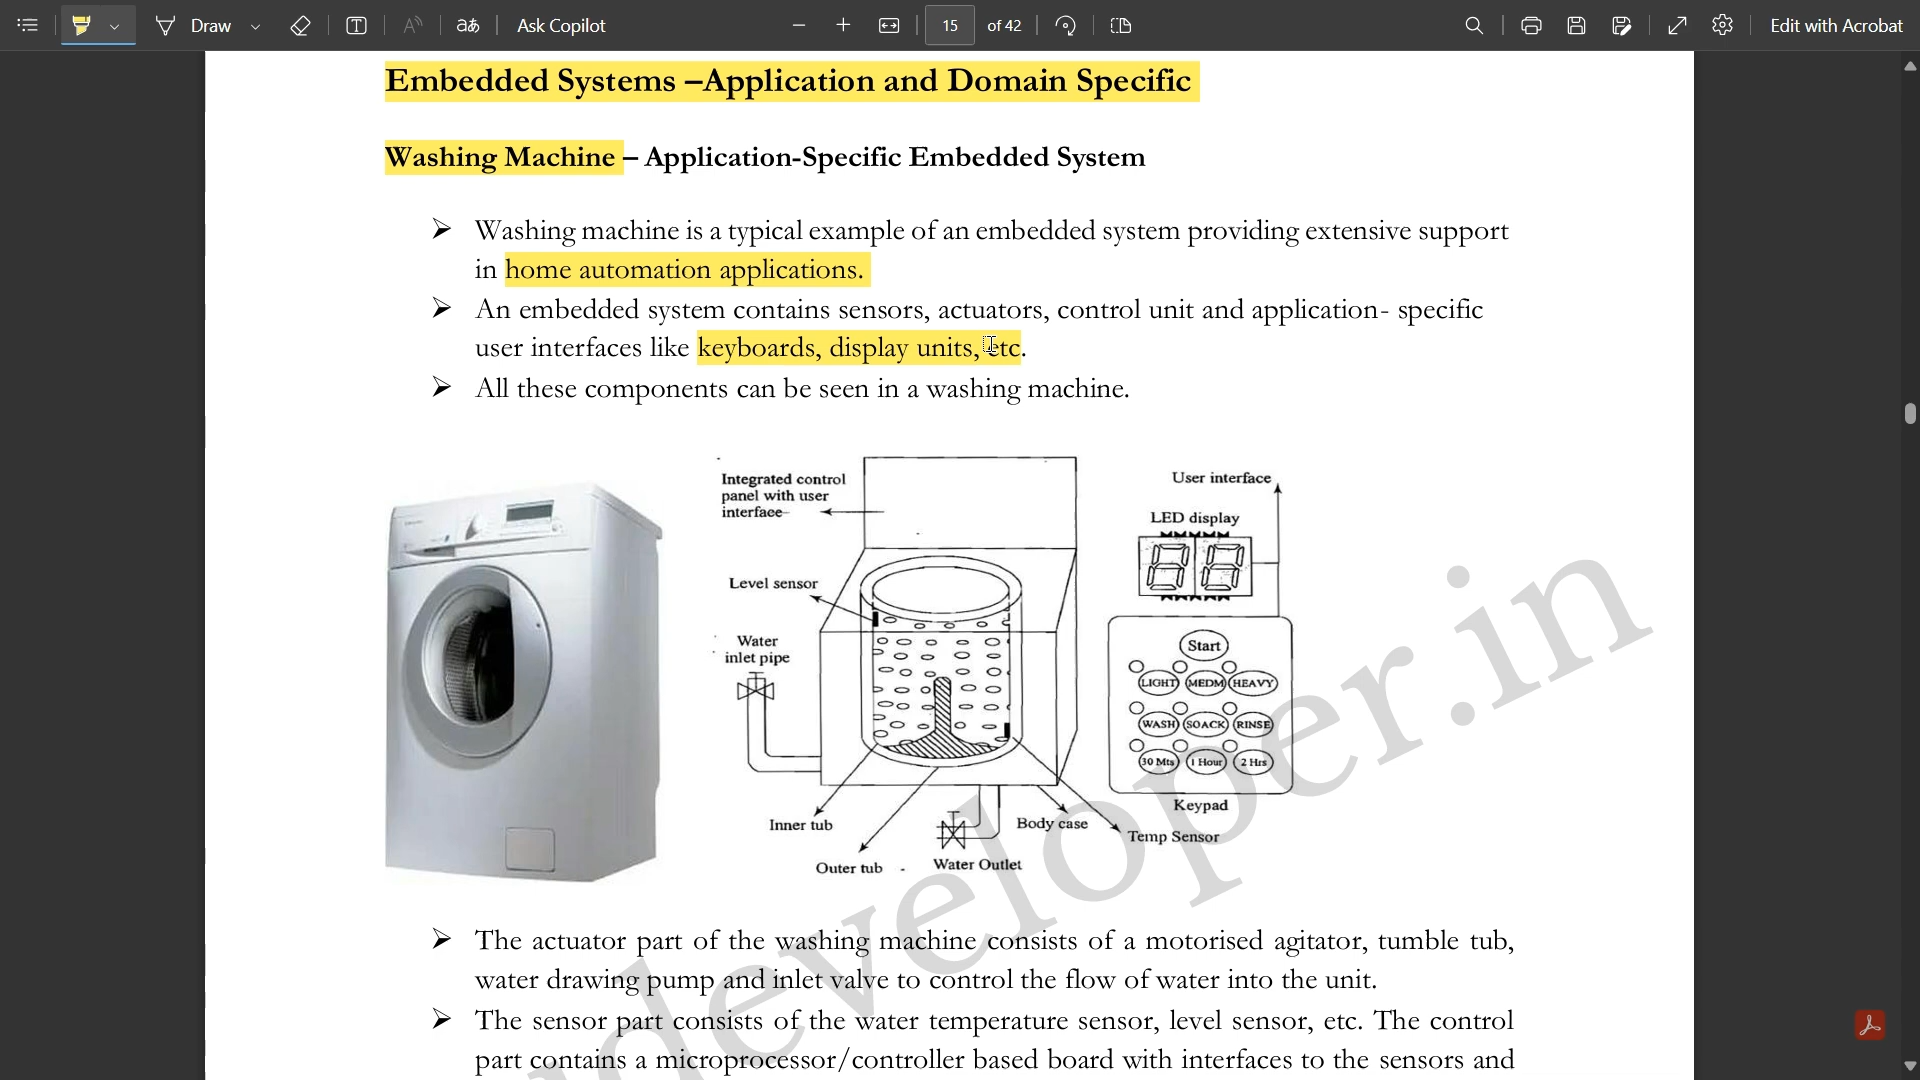 Draw
Ask Copilot
15 of 42
Edit with Acrobat
Embedded Systems –Application and Domain Specific
Washing Machine – Application-Specific Embedded System
Washing machine is a typical example of an embedded system providing extensive support
in home automation applications.
An embedded system contains sensors, actuators, control unit and application- specific
user interfaces like keyboards, display units, etc.
All these components can be seen in a washing machine.
Integrated control
panel with user
interface
User interface
LED display
88
Level sensor
Water
inlet pipe
Start
LIGHT MEDM HEAVY
WASH SOACK RINSE
30 Mts 1 Hour 2 Hrs
Keypad
Inner tub
Body case
Temp Sensor
Outer tub
Water Outlet
developer.in
The actuator part of the washing machine consists of a motorised agitator, tumble tub,
water drawing pump and inlet valve to control the flow of water into the unit.
The sensor part consists of the water temperature sensor, level sensor, etc. The control
part contains a microprocessor/controller based board with interfaces to the sensors and